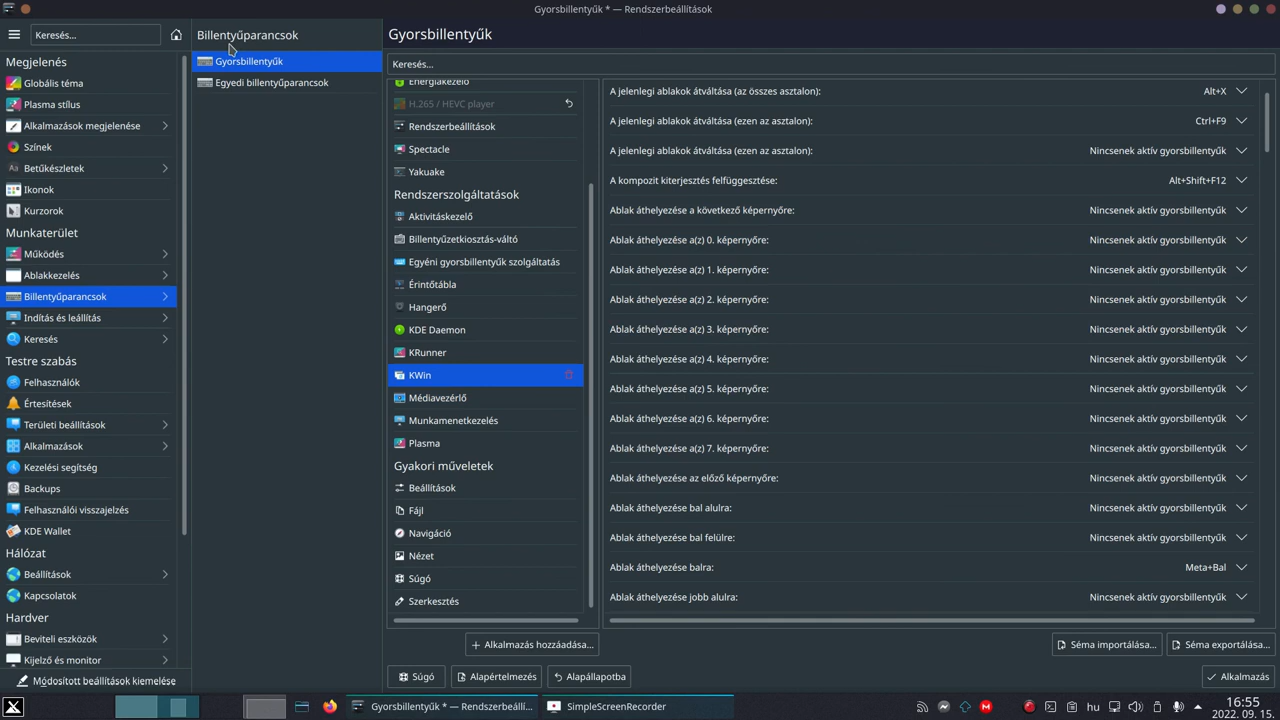 Gyorsbillentyűk * — Rendszerbeállítások
Keresés...
Megjelenés
Globális téma
Plasma stílus
Alkalmazások megjelenése
Színek
Betűkészletek
Ikonok
Kurzorok
Munkaterület
Működés
Ablakkezelés
Billentyűparancsok
Indítás és leállítás
Keresés
Testre szabás
Felhasználók
Értesítések
Területi beállítások
Alkalmazások
Kezelési segítség
Backups
Felhasználói visszajelzés
KDE Wallet
Hálózat
Beállítások
Kapcsolatok
Hardver
Beviteli eszközök
Kijelző és monitor
Módosított beállítások kiemelése
Billentyűparancsok
Gyorsbillentyűk
Egyedi billentyűparancsok
Gyorsbillentyűk
Keresés...
Energiakezelő
H.265 / HEVC player
Rendszerbeállítások
Spectacle
Yakuake
Rendszerszolgáltatások
Aktivitáskezelő
Billentyűzetkiosztás-váltó
Egyéni gyorsbillentyűk szolgáltatás
Érintőtábla
Hangerő
KDE Daemon
KRunner
KWin
Médiavezérlő
Munkamenetkezelés
Plasma
Gyakori műveletek
Beállítások
Fájl
Navigáció
Nézet
Súgó
Szerkesztés
A jelenlegi ablakok átváltása (az összes asztalon): Alt+X
A jelenlegi ablakok átváltása (ezen az asztalon): Ctrl+F9
A jelenlegi ablakok átváltása (ezen az asztalon): Nincsenek aktív gyorsbillentyűk
A kompozit kiterjesztés felfüggesztése: Alt+Shift+F12
Ablak áthelyezése a következő képernyőre: Nincsenek aktív gyorsbillentyűk
Ablak áthelyezése a(z) 0. képernyőre: Nincsenek aktív gyorsbillentyűk
Ablak áthelyezése a(z) 1. képernyőre: Nincsenek aktív gyorsbillentyűk
Ablak áthelyezése a(z) 2. képernyőre: Nincsenek aktív gyorsbillentyűk
Ablak áthelyezése a(z) 3. képernyőre: Nincsenek aktív gyorsbillentyűk
Ablak áthelyezése a(z) 4. képernyőre: Nincsenek aktív gyorsbillentyűk
Ablak áthelyezése a(z) 5. képernyőre: Nincsenek aktív gyorsbillentyűk
Ablak áthelyezése a(z) 6. képernyőre: Nincsenek aktív gyorsbillentyűk
Ablak áthelyezése a(z) 7. képernyőre: Nincsenek aktív gyorsbillentyűk
Ablak áthelyezése az előző képernyőre: Nincsenek aktív gyorsbillentyűk
Ablak áthelyezése bal alulra: Nincsenek aktív gyorsbillentyűk
Ablak áthelyezése bal felülre: Nincsenek aktív gyorsbillentyűk
Ablak áthelyezése balra: Meta+Bal
Ablak áthelyezése jobb alulra: Nincsenek aktív gyorsbillentyűk
Alkalmazás hozzáadása...
Séma importálása...
Séma exportálása...
Súgó
Alapértelmezés
Alapállapotba
Alkalmazás
Gyorsbillentyűk * — Rendszerbeállí...
SimpleScreenRecorder
hu
16:55
2022. 09. 15.